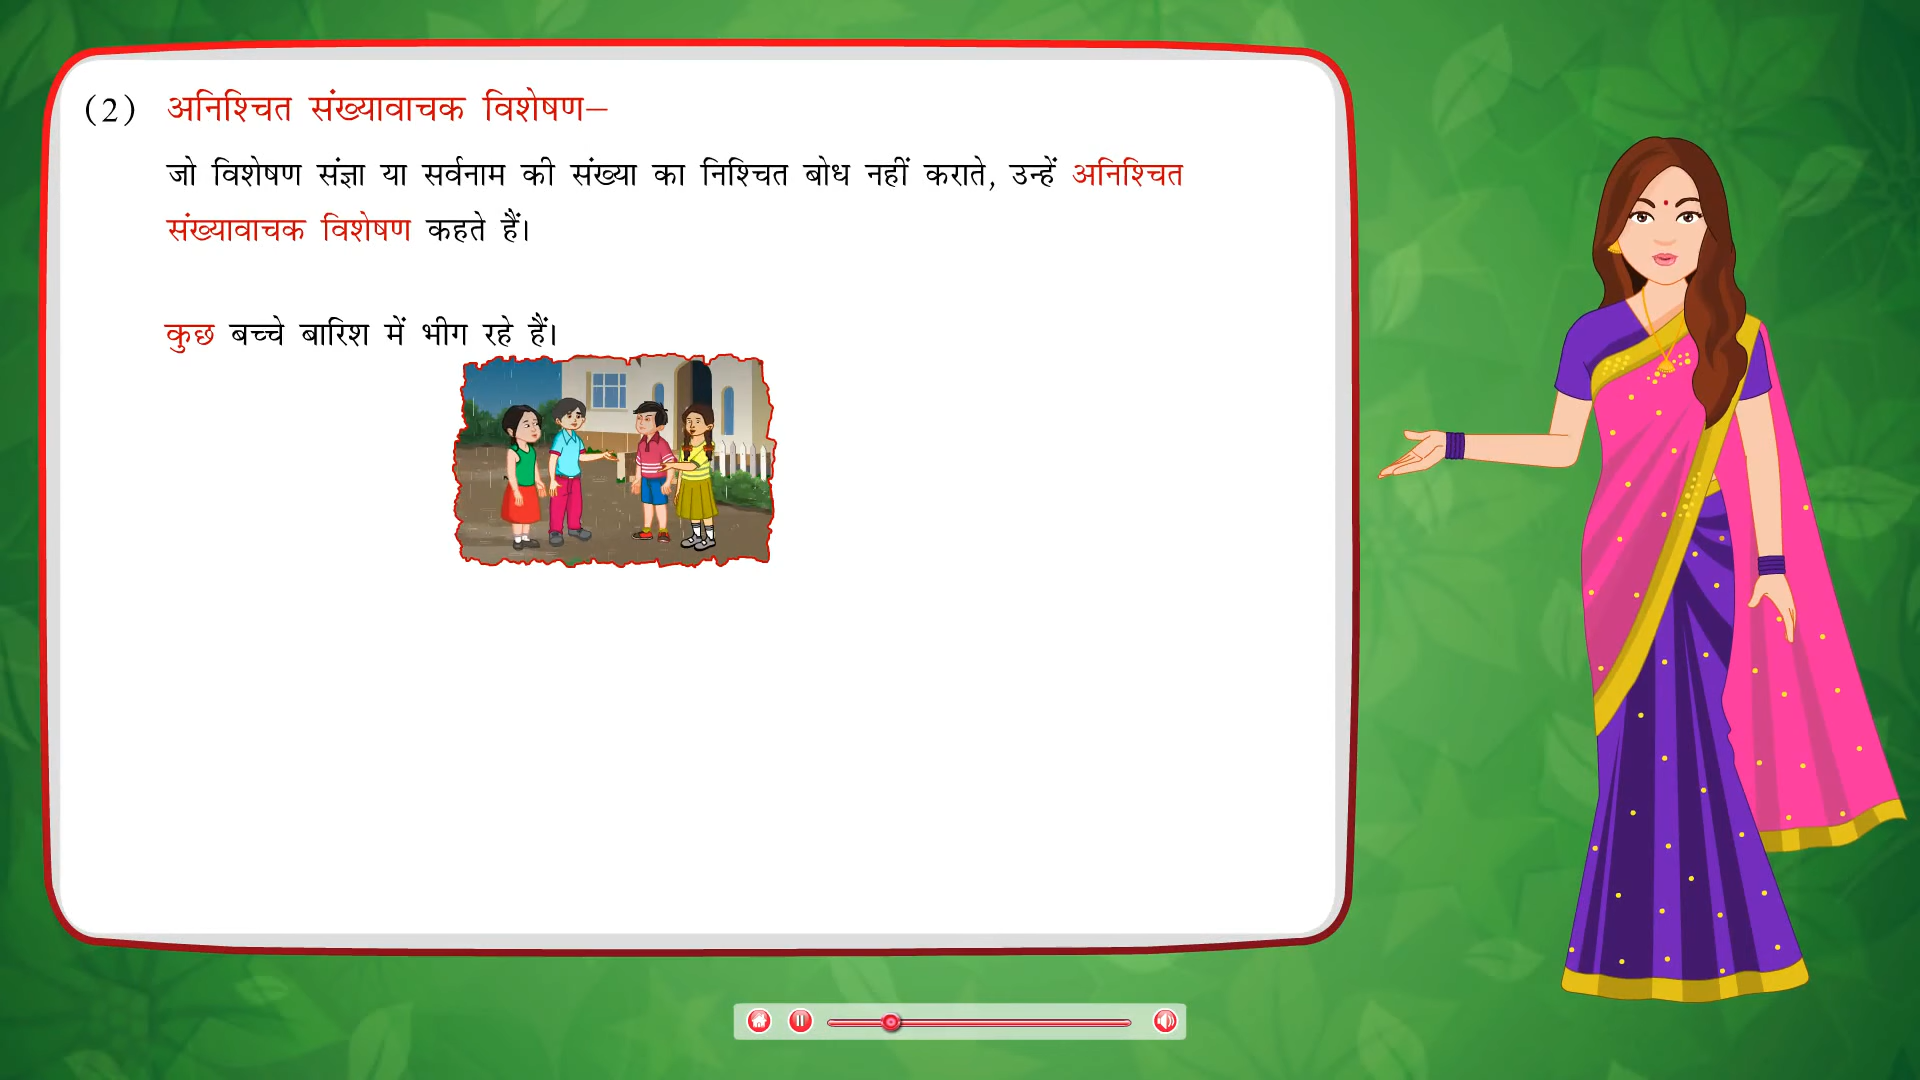 (2) अनिश्चित संख्यावाचक विशेषण–
जो विशेषण संज्ञा या सर्वनाम की संख्या का निश्चित बोध नहीं कराते, उन्हें अनिश्चित
संख्यावाचक विशेषण कहते हैं।
कुछ बच्चे बारिश में भीग रहे हैं।